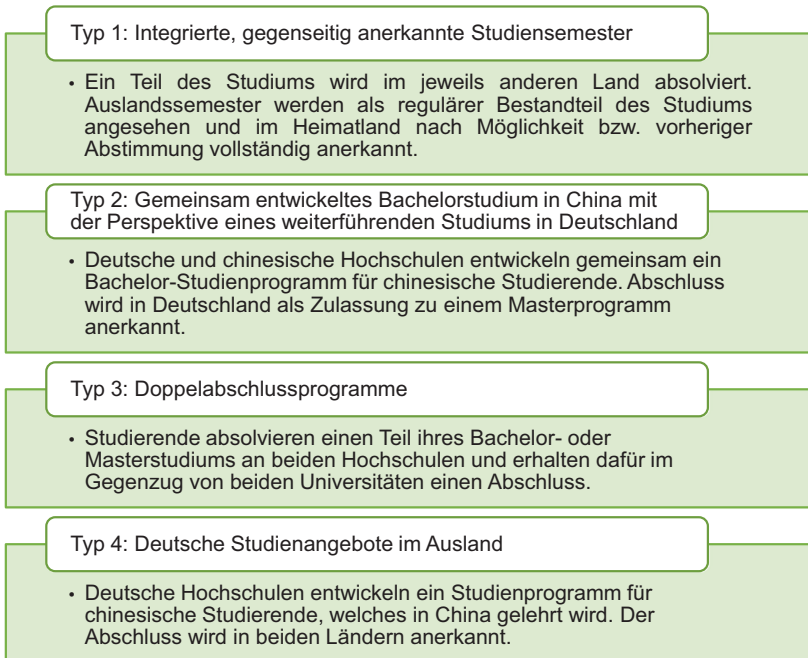 Typ 1: Integrierte, gegenseitig anerkannte Studiensemester
• Ein Teil des Studiums wird im jeweils anderen Land absolviert.
Auslandssemester werden als regulärer Bestandteil des Studiums
angesehen und im Heimatland nach Möglichkeit bzw. vorheriger
Abstimmung vollständig anerkannt.
Typ 2: Gemeinsam entwickeltes Bachelorstudium in China mit
der Perspektive eines weiterführenden Studiums in Deutschland
• Deutsche und chinesische Hochschulen entwickeln gemeinsam ein
Bachelor-Studienprogramm für chinesische Studierende. Abschluss
wird in Deutschland als Zulassung zu einem Masterprogramm
anerkannt.
Typ 3: Doppelabschlussprogramme
• Studierende absolvieren einen Teil ihres Bachelor- oder
Masterstudiums an beiden Hochschulen und erhalten dafür im
Gegenzug von beiden Universitäten einen Abschluss.
Typ 4: Deutsche Studienangebote im Ausland
• Deutsche Hochschulen entwickeln ein Studienprogramm für
chinesische Studierende, welches in China gelehrt wird. Der
Abschluss wird in beiden Ländern anerkannt.